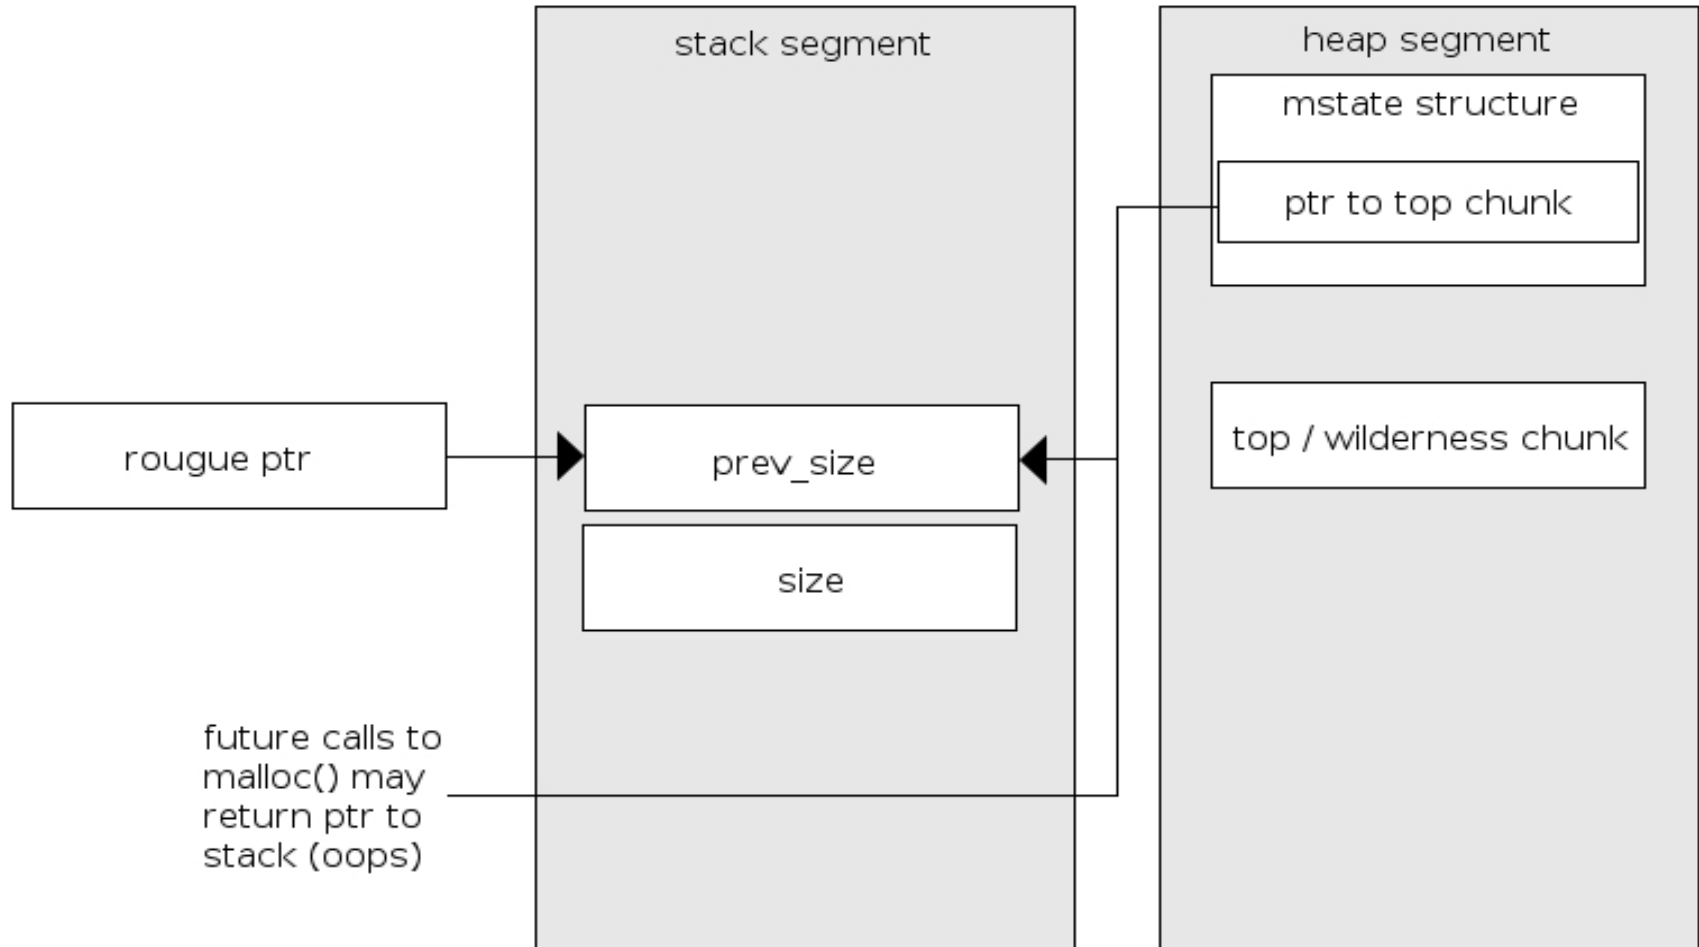 stack segment
heap segment
mstate structure
ptr to top chunk
rougue ptr
prev_size
top / wilderness chunk
size
future calls to
malloc() may
return ptr to
stack (oops)